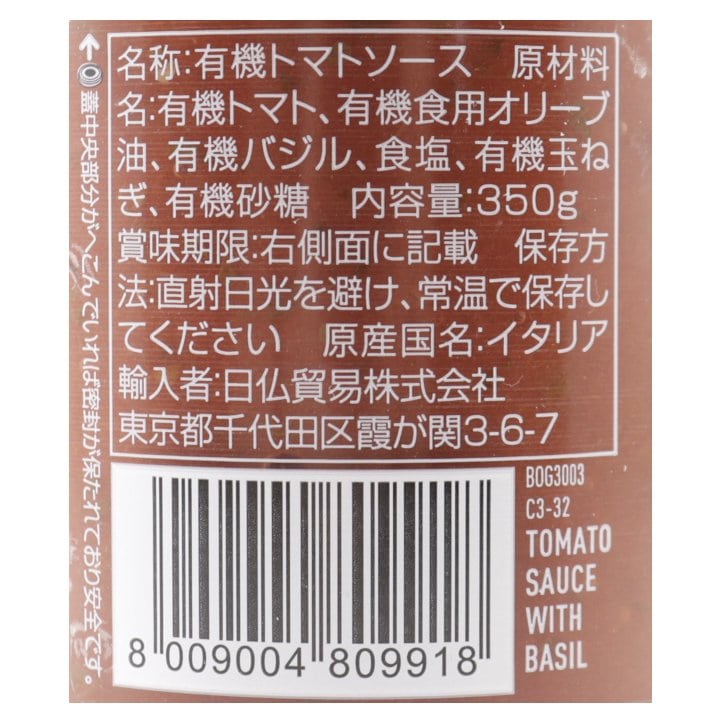 名称:有機トマトソース　原材料
名:有機トマト、有機食用オリーブ
油、有機バジル、食塩、有機玉ね
ぎ、有機砂糖　内容量:350g
賞味期限:右側面に記載　保存方
法:直射日光を避け、常温で保存し
てください　原産国名:イタリア
輸入者:日仏貿易株式会社
東京都千代田区霞が関3-6-7
蓋中央部分がへこんでいれば密封が保たれており安全です。
BOG3003
C3-32
TOMATO
SAUCE
WITH
BASIL
8 009004 809918